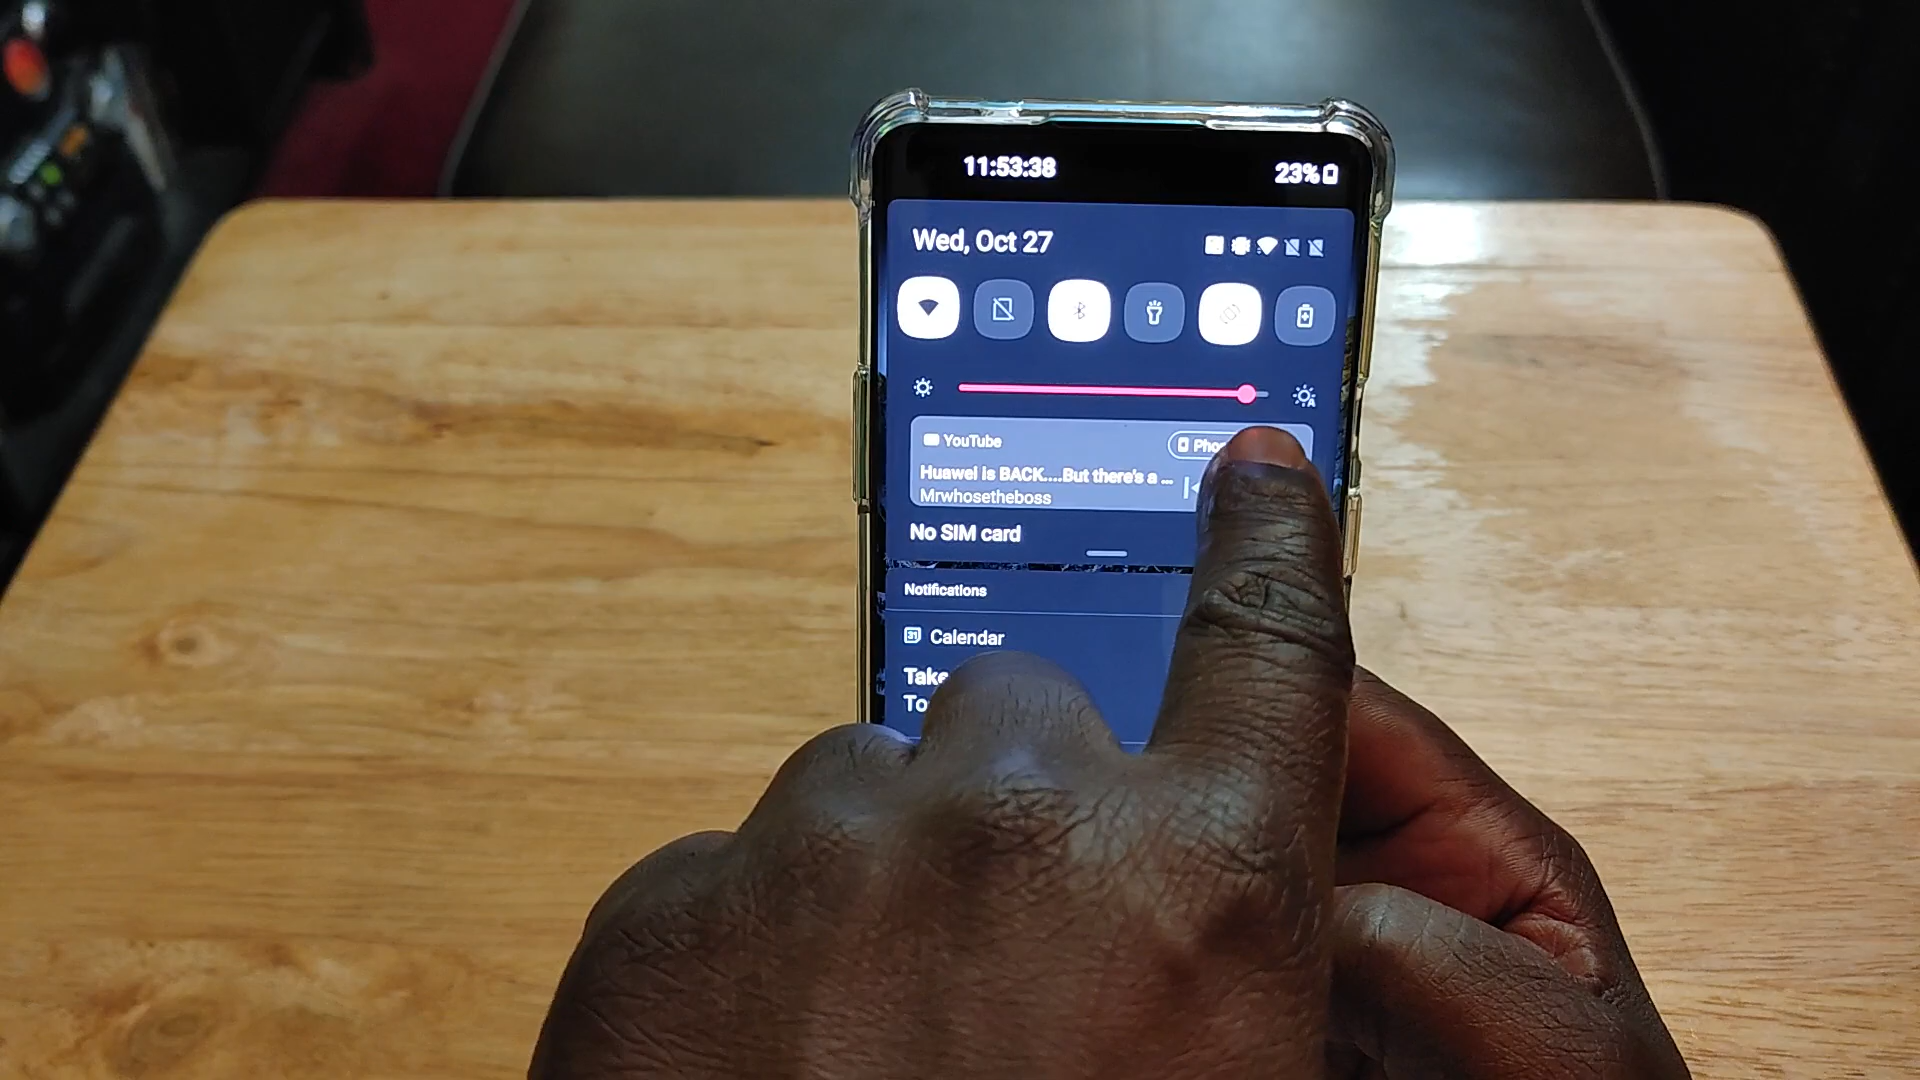 11:53:38
23%
Wed, Oct 27
YouTube
Huawei is BACK....But there's a ...
Mrwhosetheboss
No SIM card
Notifications
31 Calendar